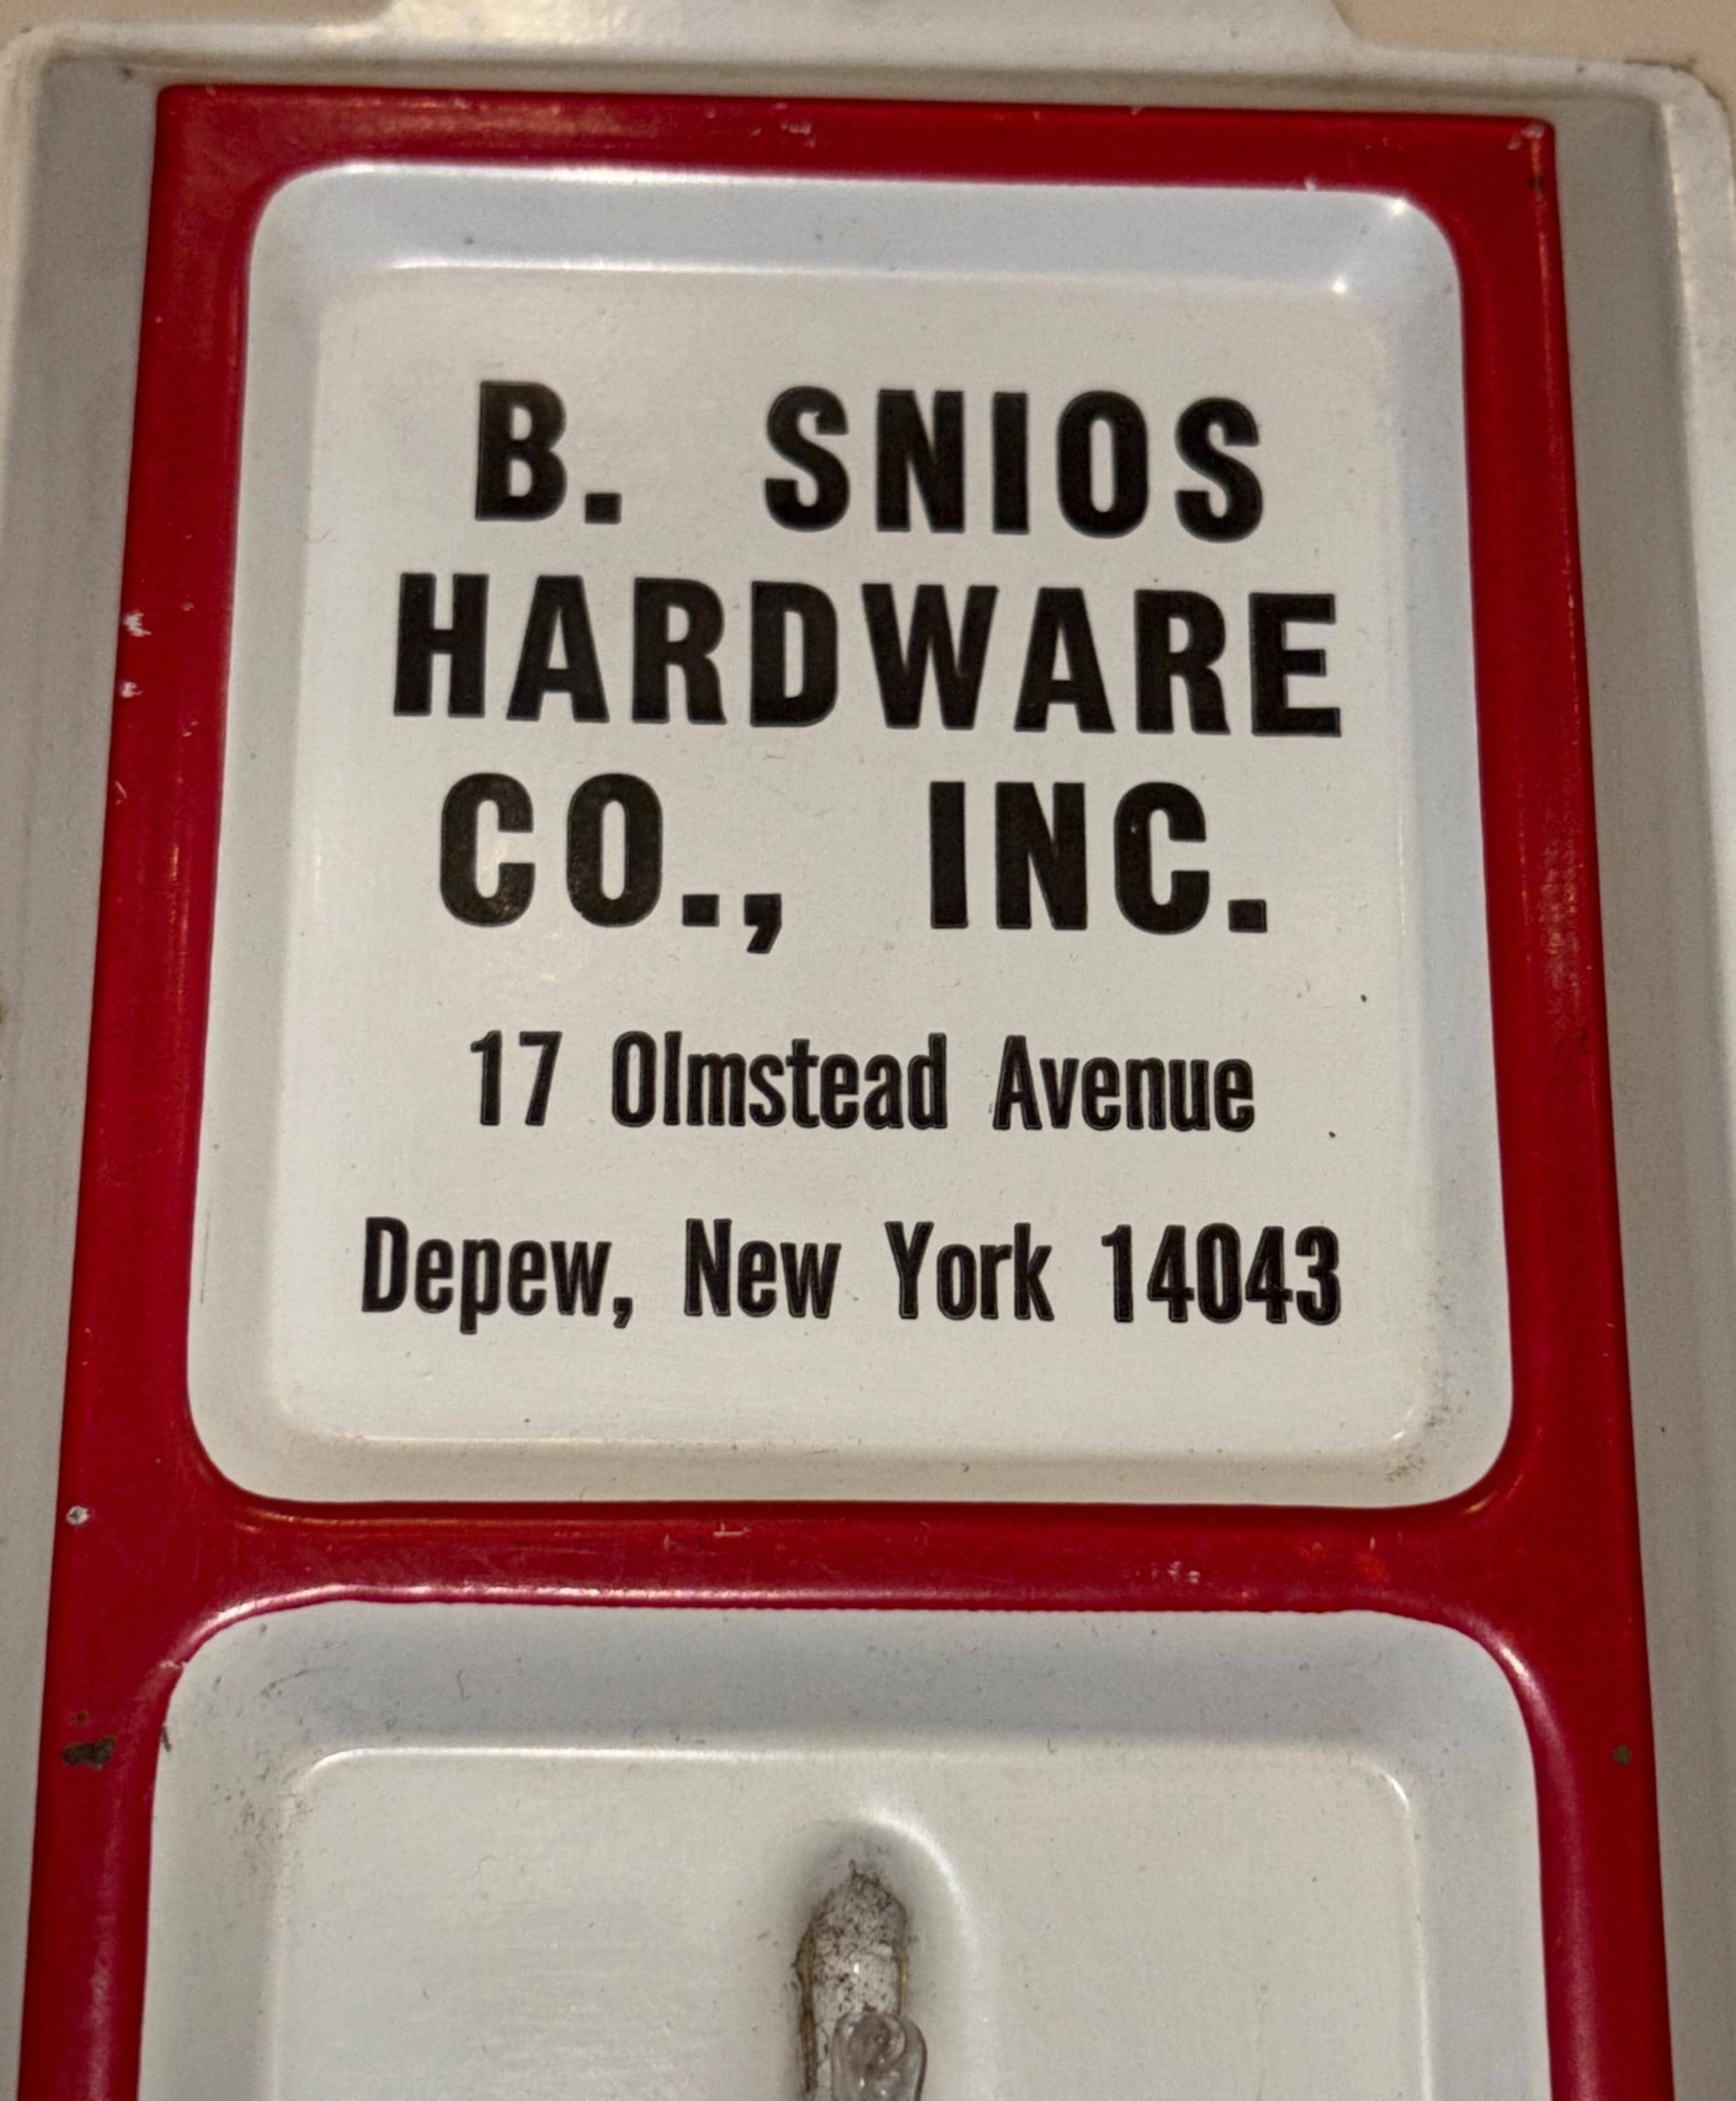 B. SNIOS
HARDWARE
CO., INC.
17 Olmstead Avenue
Depew, New York 14043